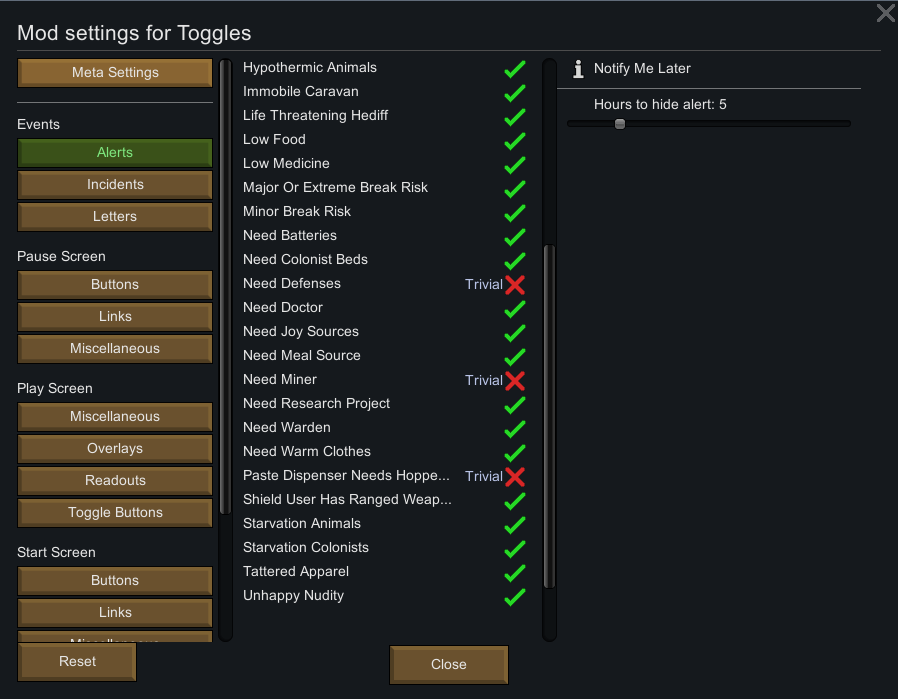 Mod settings for Toggles
Meta Settings
Events
Alerts
Incidents
Letters
Pause Screen
Buttons
Links
Miscellaneous
Play Screen
Miscellaneous
Overlays
Readouts
Toggle Buttons
Start Screen
Buttons
Links
Miscellaneous
Reset
Hypothermic Animals
Immobile Caravan
Life Threatening Hediff
Low Food
Low Medicine
Major Or Extreme Break Risk
Minor Break Risk
Need Batteries
Need Colonist Beds
Need Defenses Trivial
Need Doctor
Need Joy Sources
Need Meal Source
Need Miner Trivial
Need Research Project
Need Warden
Need Warm Clothes
Paste Dispenser Needs Hoppe... Trivial
Shield User Has Ranged Weap...
Starvation Animals
Starvation Colonists
Tattered Apparel
Unhappy Nudity
Close
Notify Me Later
Hours to hide alert: 5